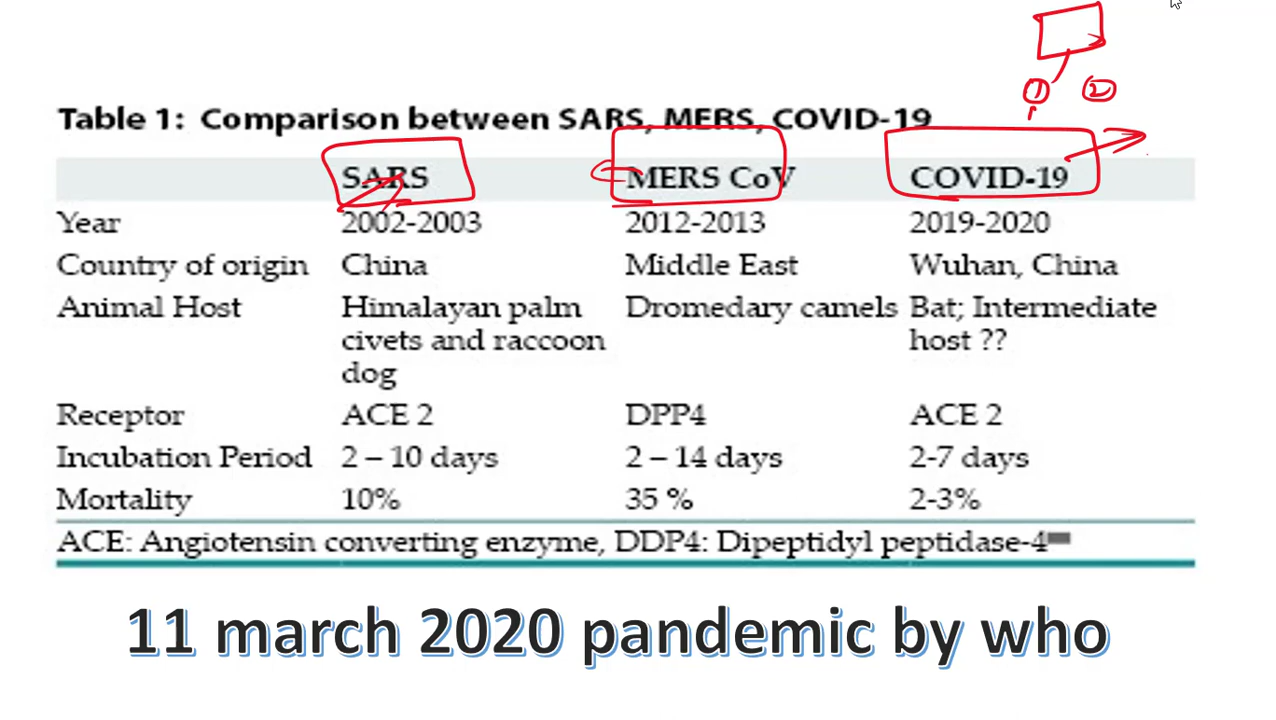 ① ②
Table 1: Comparison between SARS, MERS, COVID-19
SARS MERS CoV COVID-19
Year 2002-2003 2012-2013 2019-2020
Country of origin China Middle East Wuhan, China
Animal Host Himalayan palm Dromedary camels Bat; Intermediate
civets and raccoon host ??
dog
Receptor ACE 2 DPP4 ACE 2
Incubation Period 2 – 10 days 2 – 14 days 2-7 days
Mortality 10% 35 % 2-3%
ACE: Angiotensin converting enzyme, DDP4: Dipeptidyl peptidase-4
11 march 2020 pandemic by who